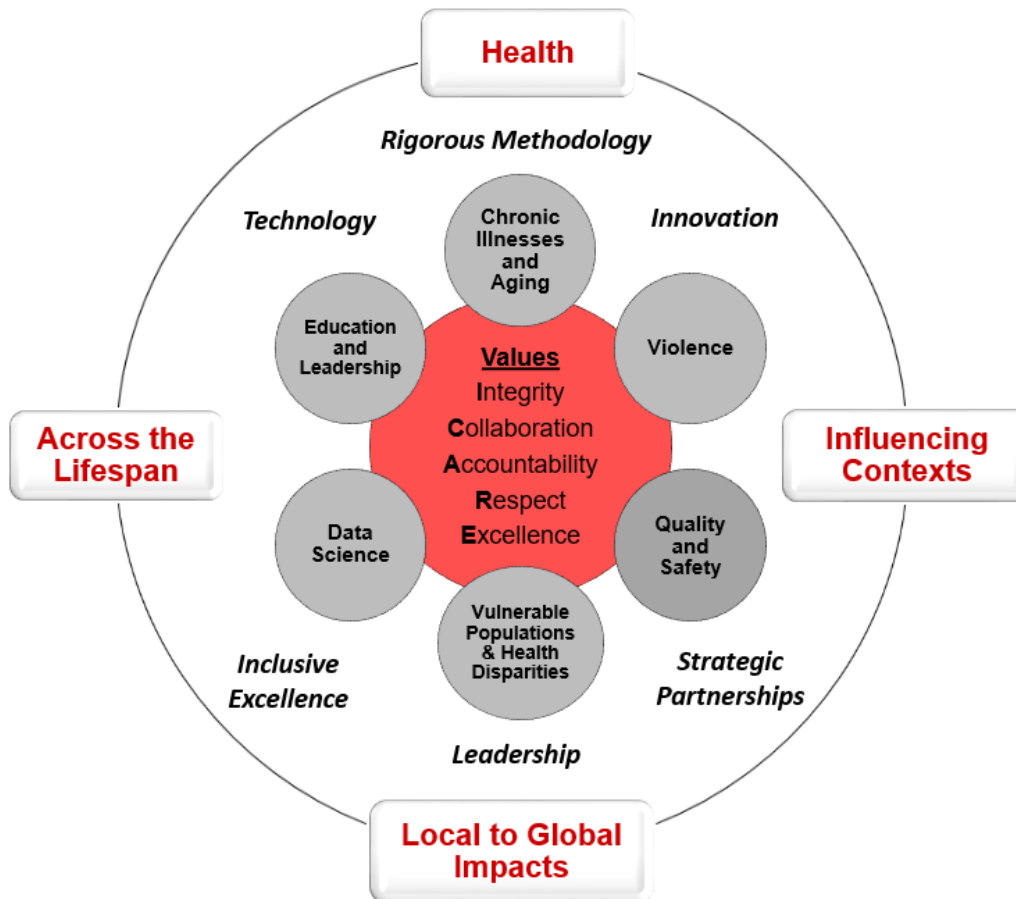 Health
Rigorous Methodology
Technology
Innovation
Chronic
Illnesses
and
Aging
Education
and
Leadership
Violence
Values
Integrity
Collaboration
Accountability
Respect
Excellence
Across the
Lifespan
Influencing
Contexts
Data
Science
Quality
and
Safety
Vulnerable
Populations
& Health
Disparities
Inclusive
Excellence
Strategic
Partnerships
Leadership
Local to Global
Impacts